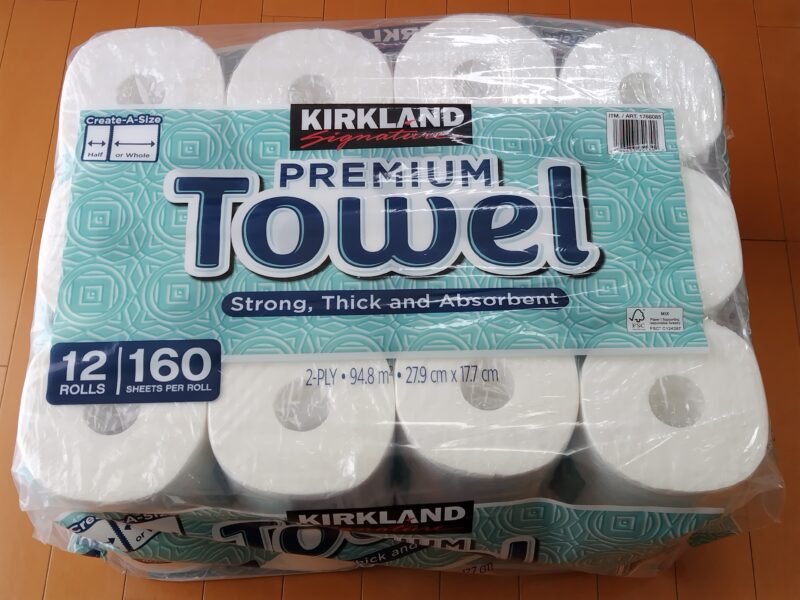 Create-A-Size
Half or Whole
KIRKLAND
Signature
ITM. / ART. 1766085
PREMIUM
Towel
Strong, Thick and Absorbent
MIX
FSC
12 ROLLS
160 SHEETS PER ROLL
2-PLY • 94.8 m² • 27.9 cm x 17.7 cm
KIRKLAND